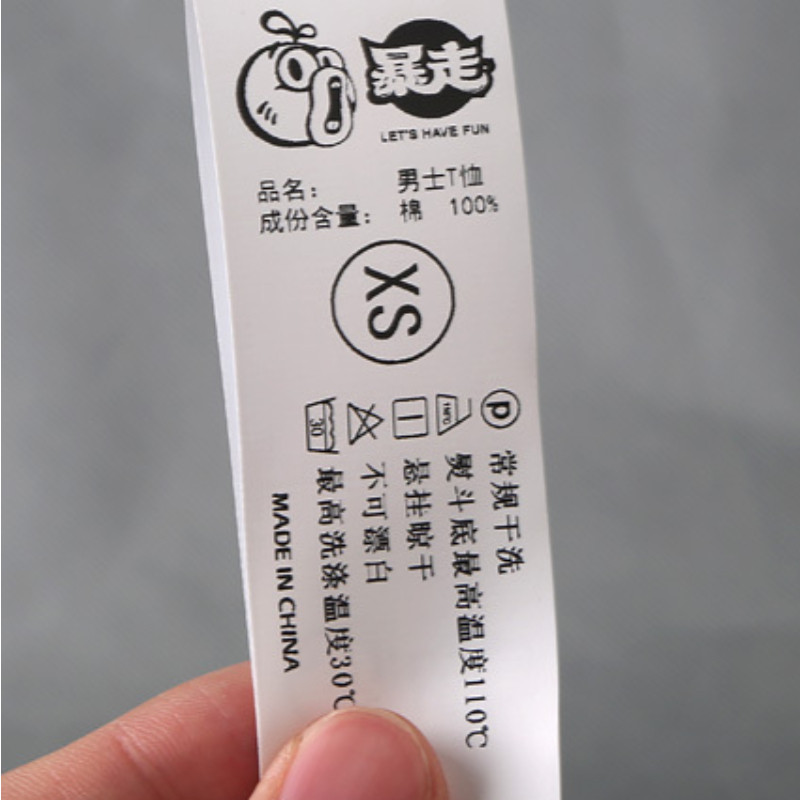 暴走
LET'S HAVE FUN
品名： 男士T恤
成份含量： 棉 100%
XS
P 常规干洗
110℃ 熨斗底最高温度110℃
悬挂晾干
不可漂白
30 最高洗涤温度30℃
MADE IN CHINA